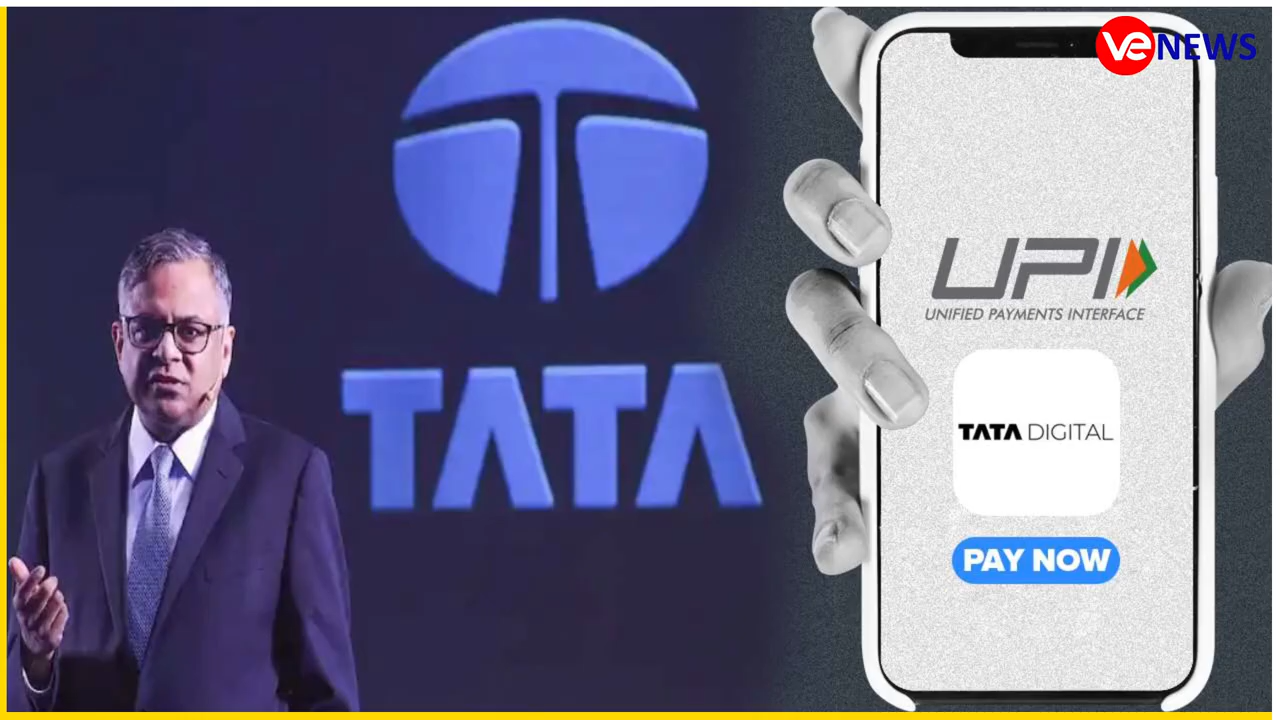 TATA
ve NEWS
UPI
UNIFIED PAYMENTS INTERFACE
TATA DIGITAL
PAY NOW